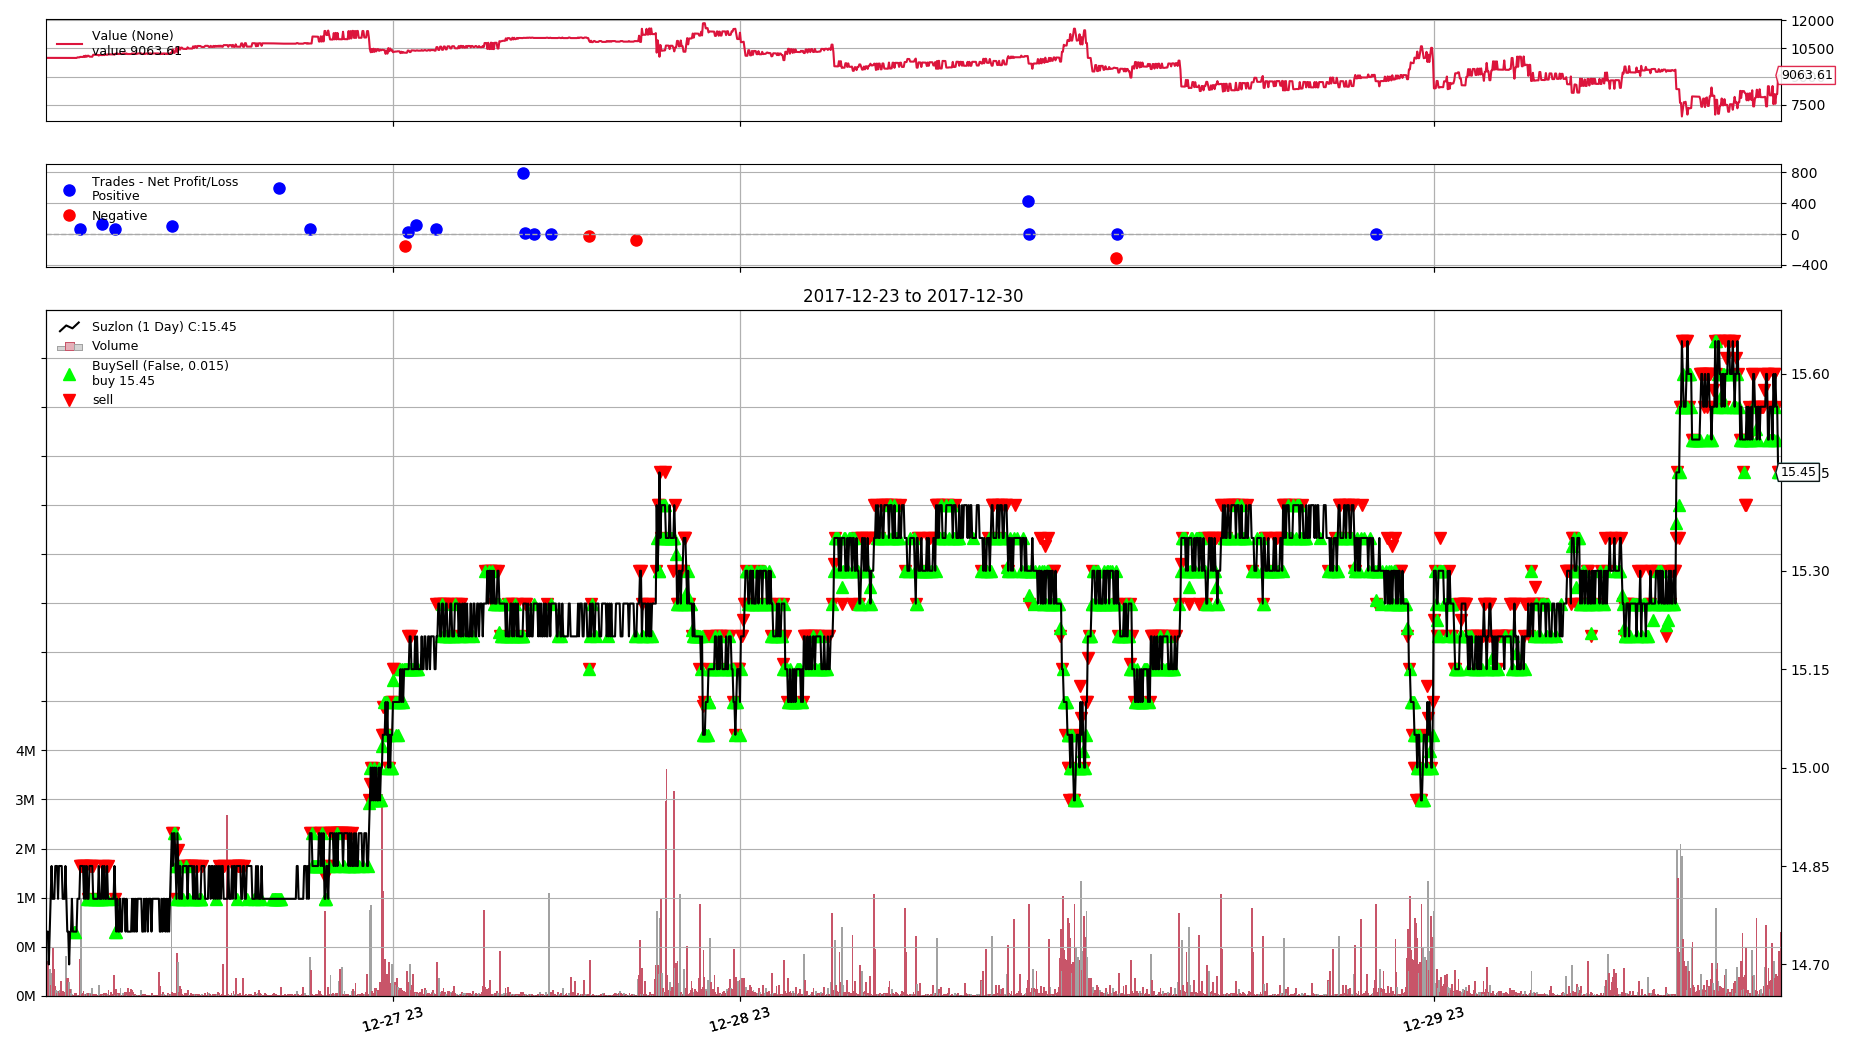 Value (None)
value 9063.61
12000
10500
9063.61
7500
Trades - Net Profit/Loss
Positive
Negative
800
400
0
−400
2017-12-23 to 2017-12-30
Suzlon (1 Day) C:15.45
Volume
BuySell (False, 0.015)
buy 15.45
sell
15.60
15.45
5
15.30
15.15
15.00
14.85
14.70
4M
3M
2M
1M
0M
0M
12-27 23
12-28 23
12-29 23